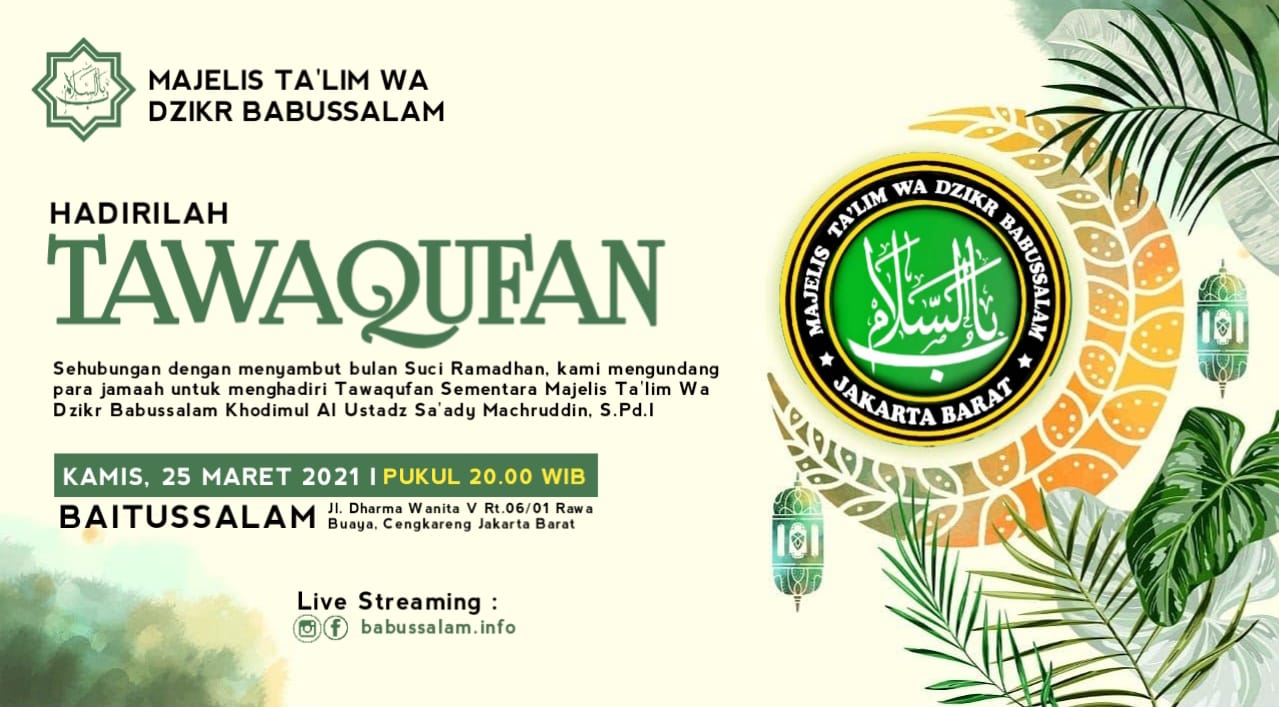 MAJELIS TA'LIM WA
DZIKR BABUSSALAM
HADIRILAH
TAWAQUFAN
Sehubungan dengan menyambut bulan Suci Ramadhan, kami mengundang
para jamaah untuk menghadiri Tawaqufan Sementara Majelis Ta'lim Wa
Dzikr Babussalam Khodimul Al Ustadz Sa'ady Machruddin, S.Pd.I
KAMIS, 25 MARET 2021 | PUKUL 20.00 WIB
BAITUSSALAM
Jl. Dharma Wanita V Rt.06/01 Rawa
Buaya, Cengkareng Jakarta Barat
Live Streaming :
babussalam.info
MAJELIS TA'LIM WA DZIKR BABUSSALAM
باب السلام
JAKARTA BARAT